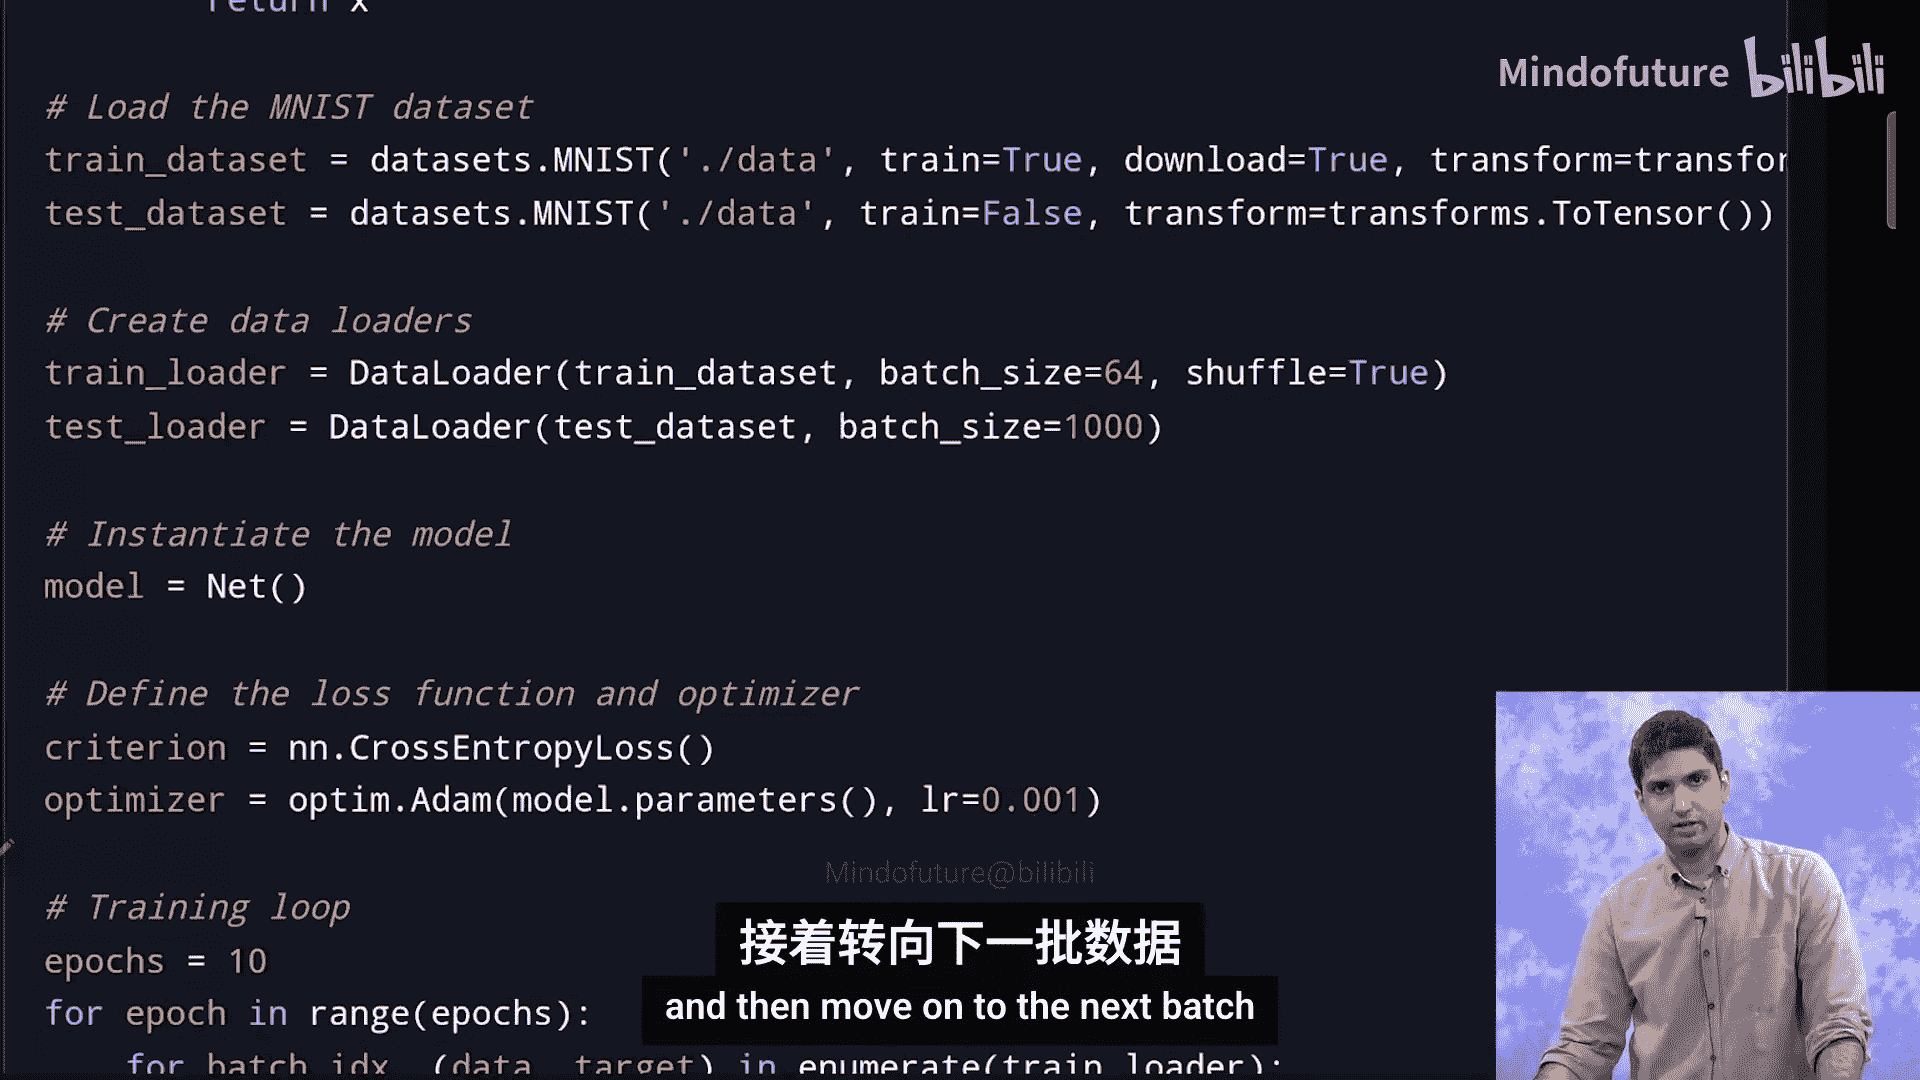 return x
Mindofuture bilibili
# Load the MNIST dataset
train_dataset = datasets.MNIST('./data', train=True, download=True, transform=transfor
test_dataset = datasets.MNIST('./data', train=False, transform=transforms.ToTensor())
# Create data loaders
train_loader = DataLoader(train_dataset, batch_size=64, shuffle=True)
test_loader = DataLoader(test_dataset, batch_size=1000)
# Instantiate the model
model = Net()
# Define the loss function and optimizer
criterion = nn.CrossEntropyLoss()
optimizer = optim.Adam(model.parameters(), lr=0.001)
Mindofuture@bilibili
# Training loop
epochs = 10
for epoch in range(epochs):
for batch_idx, (data, target) in enumerate(train_loader):
接着转向下一批数据
and then move on to the next batch